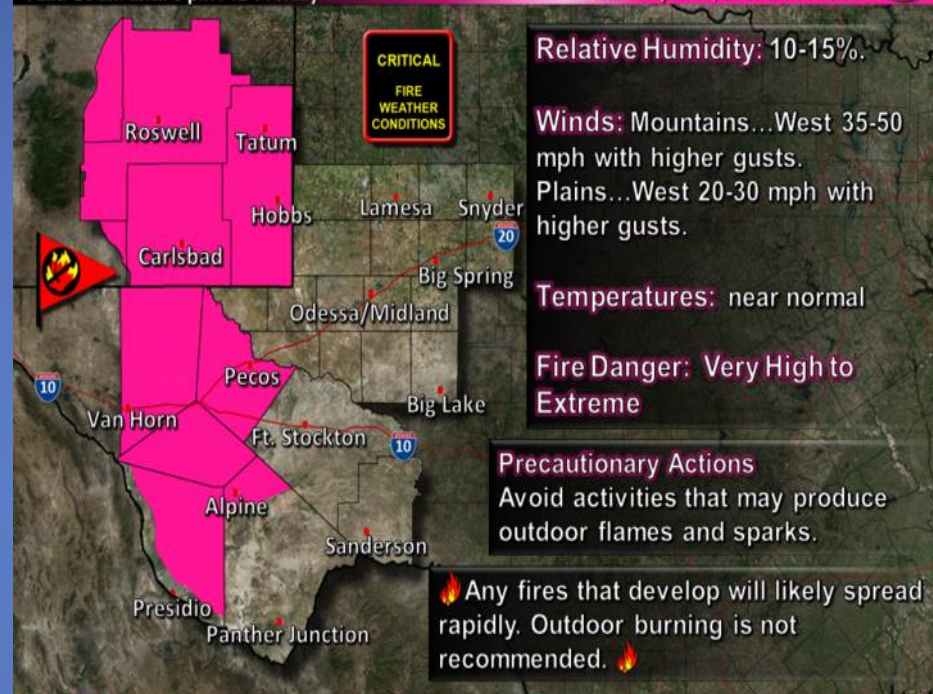 CRITICAL
FIRE
WEATHER
CONDITIONS
Roswell
Tatum
Hobbs
Carlsbad
Lamesa
Snyder
20
Big Spring
Odessa/Midland
Pecos
10
Van Horn
Big Lake
Ft. Stockton
10
Alpine
Sanderson
Presidio
Panther Junction
Relative Humidity: 10-15%.
Winds: Mountains...West 35-50
mph with higher gusts.
Plains...West 20-30 mph with
higher gusts.
Temperatures: near normal
Fire Danger: Very High to
Extreme
Precautionary Actions
Avoid activities that may produce
outdoor flames and sparks.
Any fires that develop will likely spread
rapidly. Outdoor burning is not
recommended.